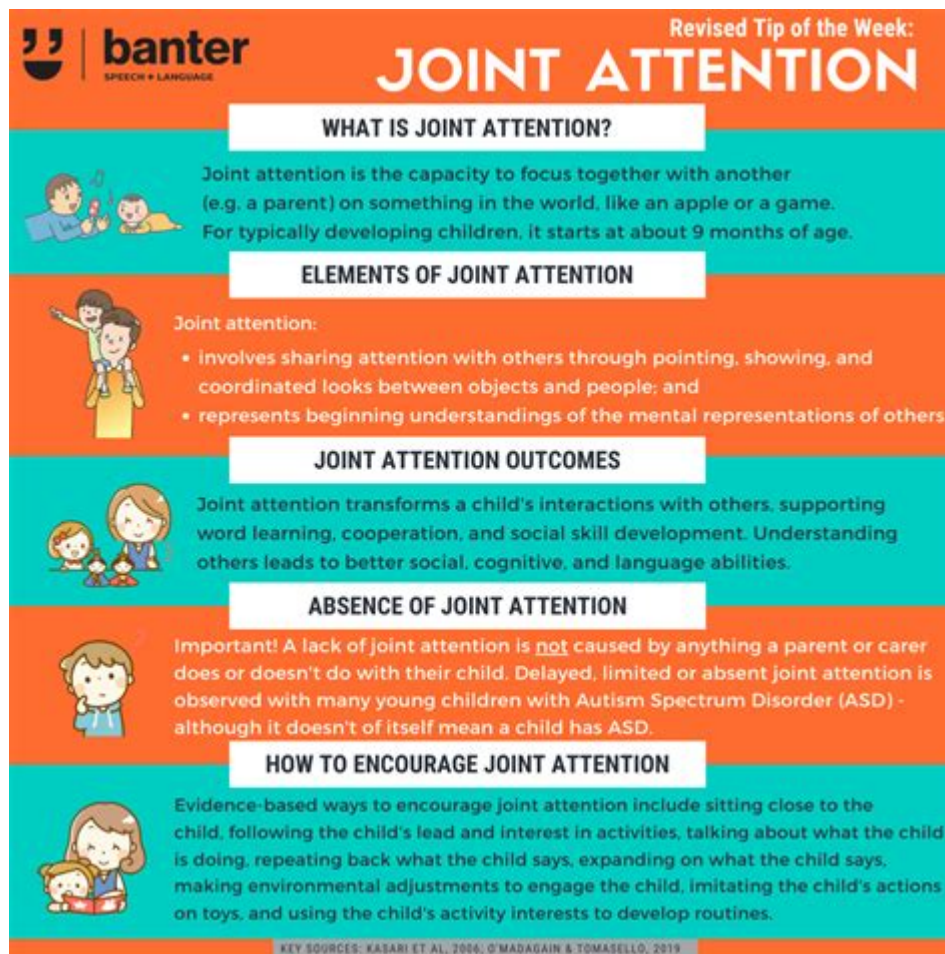 banter
SPEECH + LANGUAGE
Revised Tip of the Week:
JOINT ATTENTION
WHAT IS JOINT ATTENTION?
Joint attention is the capacity to focus together with another
(e.g. a parent) on something in the world, like an apple or a game.
For typically developing children, it starts at about 9 months of age.
ELEMENTS OF JOINT ATTENTION
Joint attention:
• involves sharing attention with others through pointing, showing, and
coordinated looks between objects and people; and
• represents beginning understandings of the mental representations of others
JOINT ATTENTION OUTCOMES
Joint attention transforms a child's interactions with others, supporting
word learning, cooperation, and social skill development. Understanding
others leads to better social, cognitive, and language abilities.
ABSENCE OF JOINT ATTENTION
Important! A lack of joint attention is not caused by anything a parent or carer
does or doesn't do with their child. Delayed, limited or absent joint attention is
observed with many young children with Autism Spectrum Disorder (ASD) -
although it doesn't of itself mean a child has ASD.
HOW TO ENCOURAGE JOINT ATTENTION
Evidence-based ways to encourage joint attention include sitting close to the
child, following the child's lead and interest in activities, talking about what the child
is doing, repeating back what the child says, expanding on what the child says,
making environmental adjustments to engage the child, imitating the child's actions
on toys, and using the child's activity interests to develop routines.
KEY SOURCES: KASARI ET AL, 2006; O'MADAGAIN & TOMASELLO, 2019